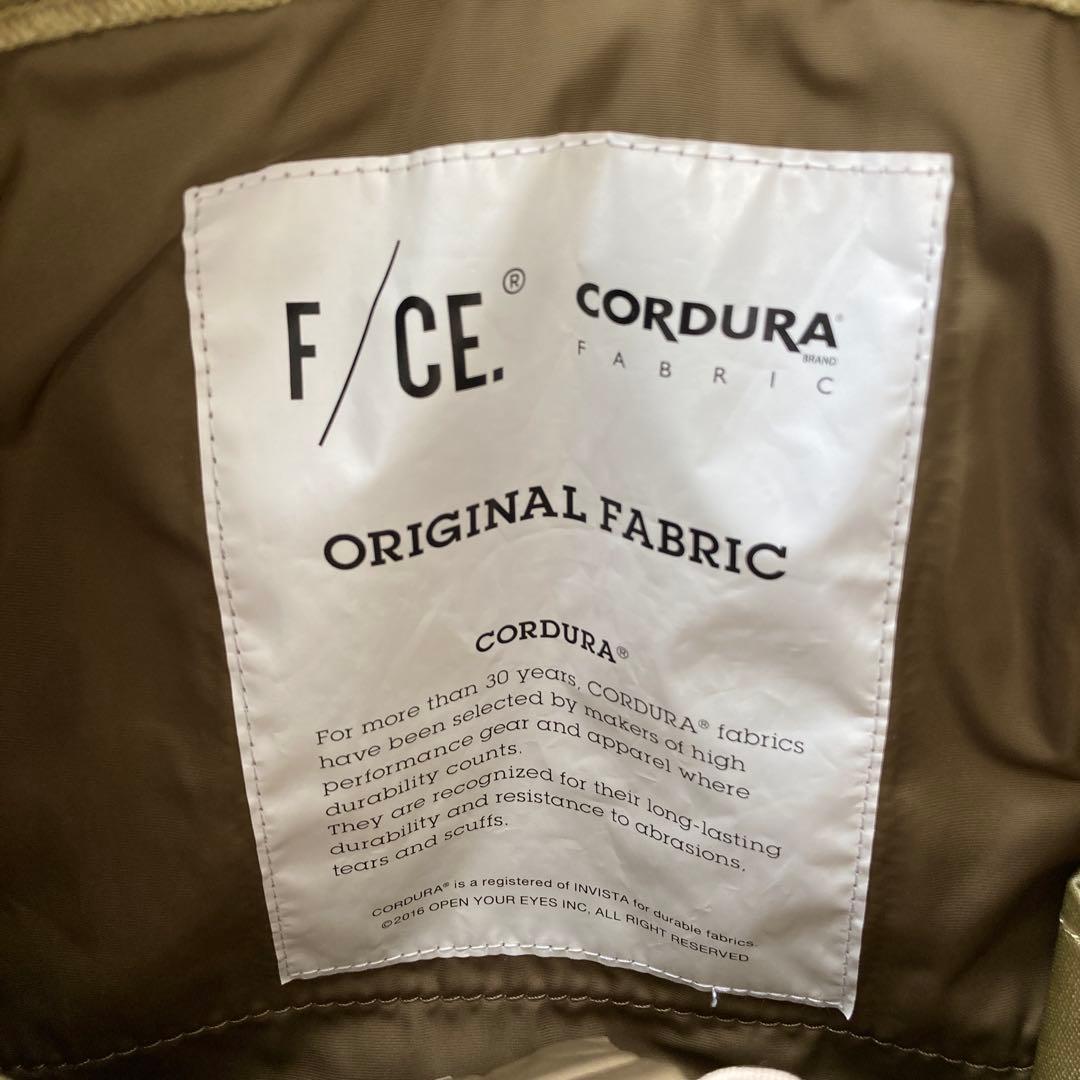 F/CE.®
CORDURA®
BRAND
FABRIC
ORIGINAL FABRIC
CORDURA®
For more than 30 years, CORDURA® fabrics
have been selected by makers of high
performance gear and apparel where
durability counts.
They are recognized for their long-lasting
durability and resistance to abrasions,
tears and scuffs.
CORDURA® is a registered of INVISTA for durable fabrics.
©2016 OPEN YOUR EYES INC, ALL RIGHT RESERVED